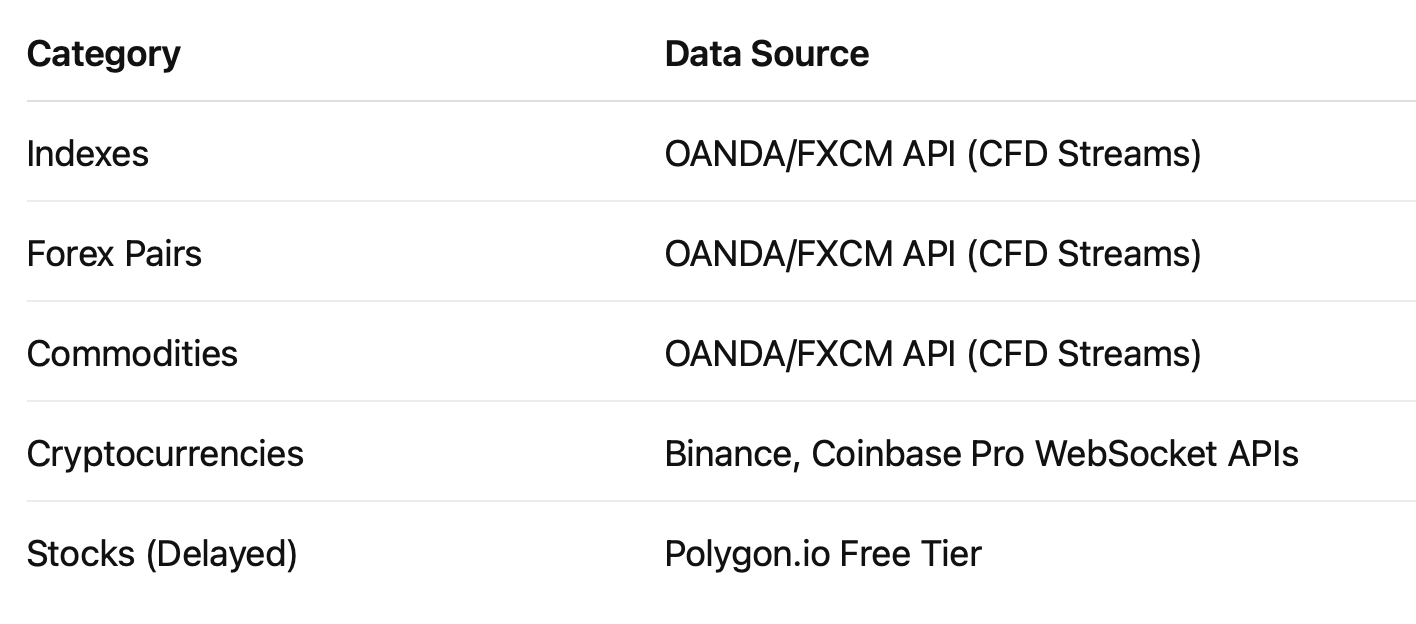 Category Data Source
Indexes OANDA/FXCM API (CFD Streams)
Forex Pairs OANDA/FXCM API (CFD Streams)
Commodities OANDA/FXCM API (CFD Streams)
Cryptocurrencies Binance, Coinbase Pro WebSocket APIs
Stocks (Delayed) Polygon.io Free Tier